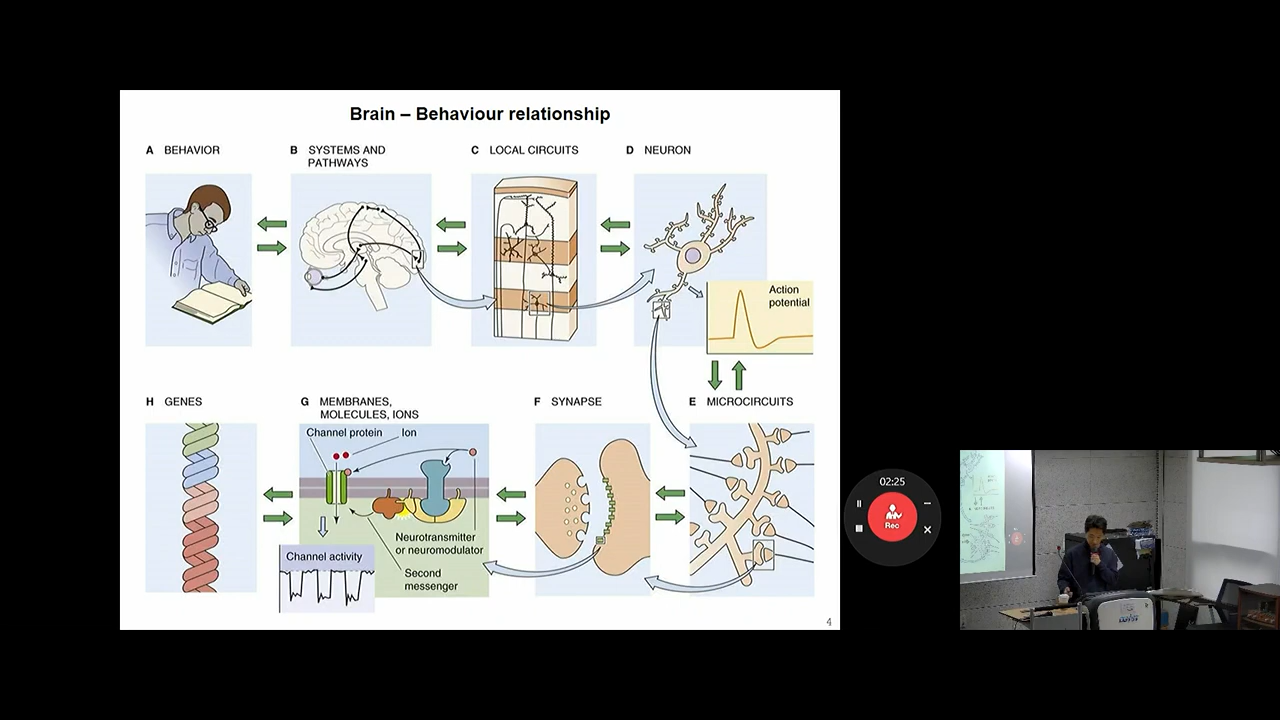 Brain – Behaviour relationship
A BEHAVIOR
B SYSTEMS AND
PATHWAYS
C LOCAL CIRCUITS
D NEURON
Action
potential
H GENES
G MEMBRANES,
MOLECULES, IONS
F SYNAPSE
E MICROCIRCUITS
Channel protein
Ion
Neurotransmitter
or neuromodulator
Channel activity
Second
messenger
4
02:25
Rec